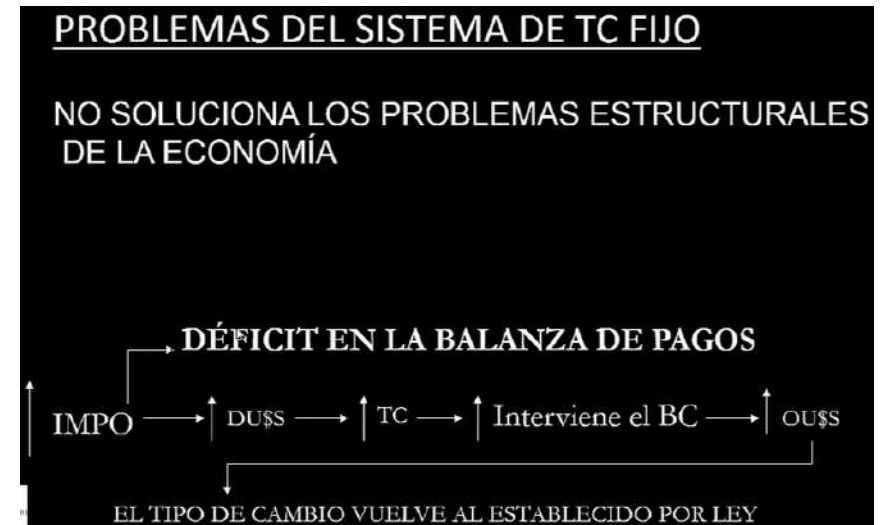 PROBLEMAS DEL SISTEMA DE TC FIJO
NO SOLUCIONA LOS PROBLEMAS ESTRUCTURALES
DE LA ECONOMÍA
DÉFICIT EN LA BALANZA DE PAGOS
IMPO DU$S TC Interviene el BC OU$S
EL TIPO DE CAMBIO VUELVE AL ESTABLECIDO POR LEY